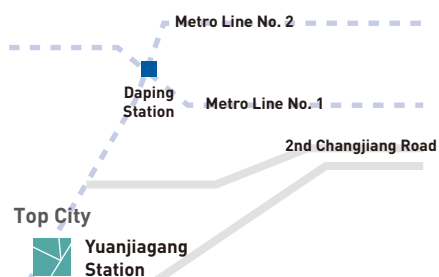 Metro Line No. 2
Daping
Station
Metro Line No. 1
2nd Changjiang Road
Top City
Yuanjiagang
Station